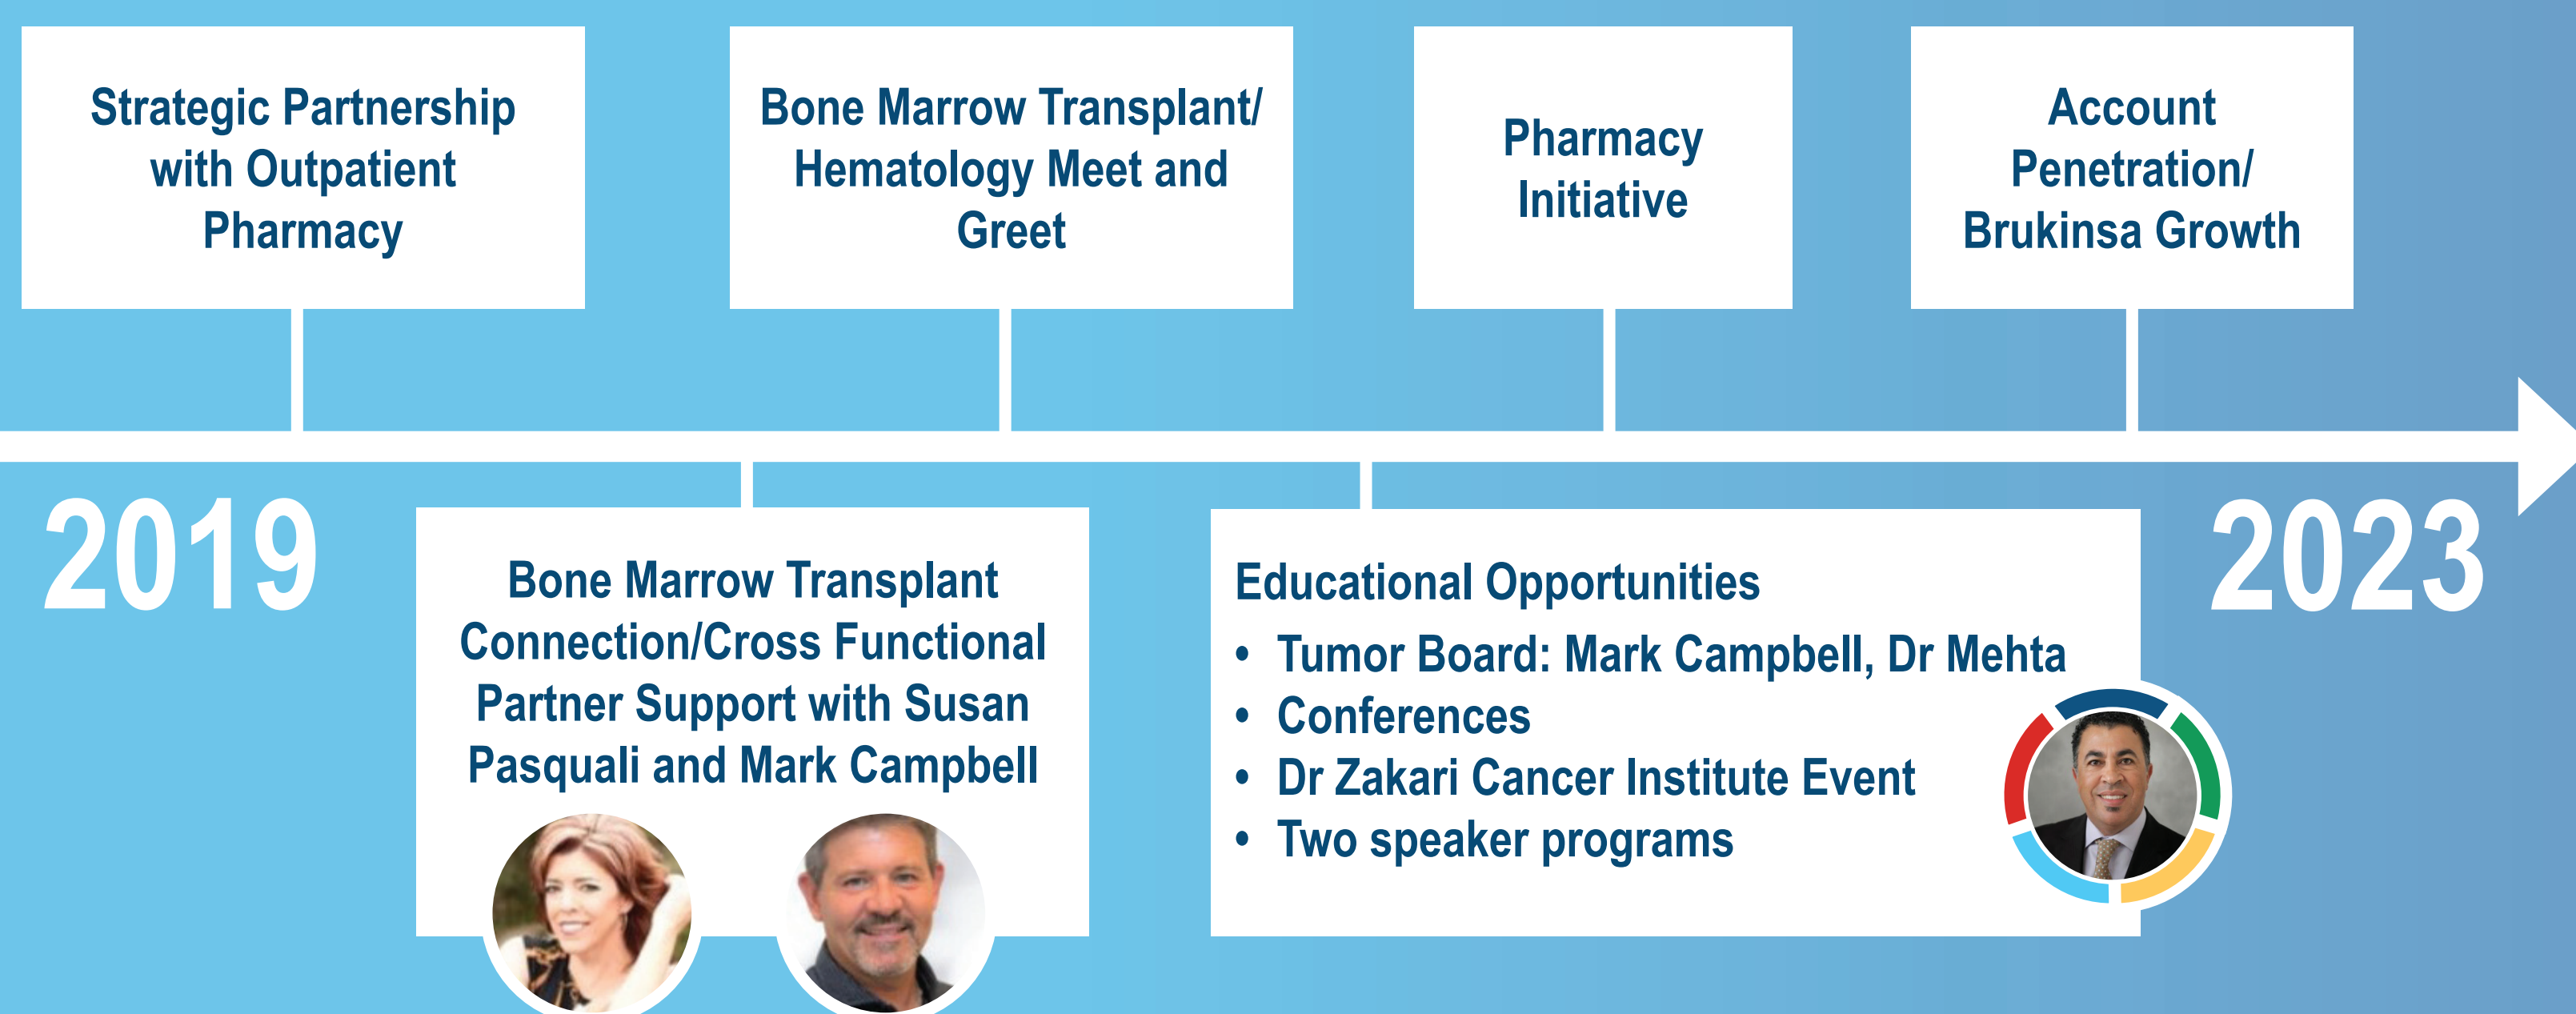 Strategic Partnership
with Outpatient
Pharmacy
Bone Marrow Transplant/
Hematology Meet and
Greet
Pharmacy
Initiative
Account
Penetration/
Brukinsa Growth
2019
Bone Marrow Transplant
Connection/Cross Functional
Partner Support with Susan
Pasquali and Mark Campbell
Educational Opportunities
• Tumor Board: Mark Campbell, Dr Mehta
• Conferences
• Dr Zakari Cancer Institute Event
• Two speaker programs
2023